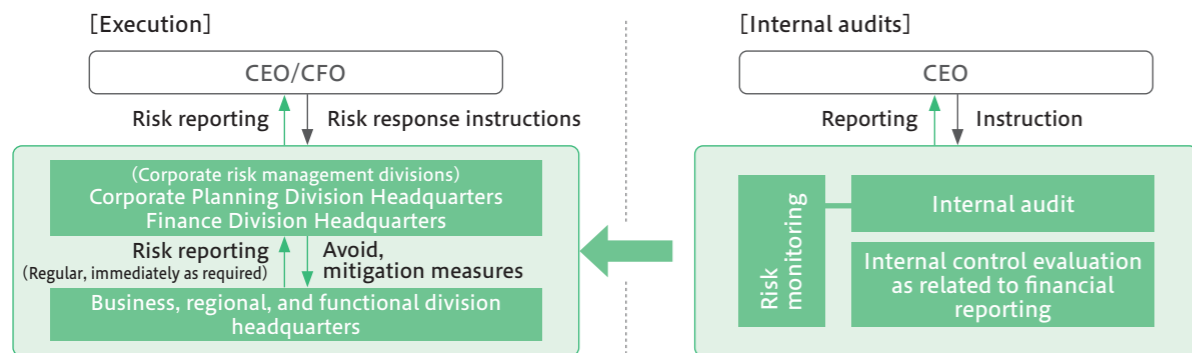 [Execution]
CEO/CFO
Risk reporting
Risk response instructions
(Corporate risk management divisions)
Corporate Planning Division Headquarters
Finance Division Headquarters
Risk reporting
(Regular, immediately as required)
Avoid,
mitigation measures
Business, regional, and functional division
headquarters
[Internal audits]
CEO
Reporting
Instruction
Risk
monitoring
Internal audit
Internal control evaluation
as related to financial
reporting